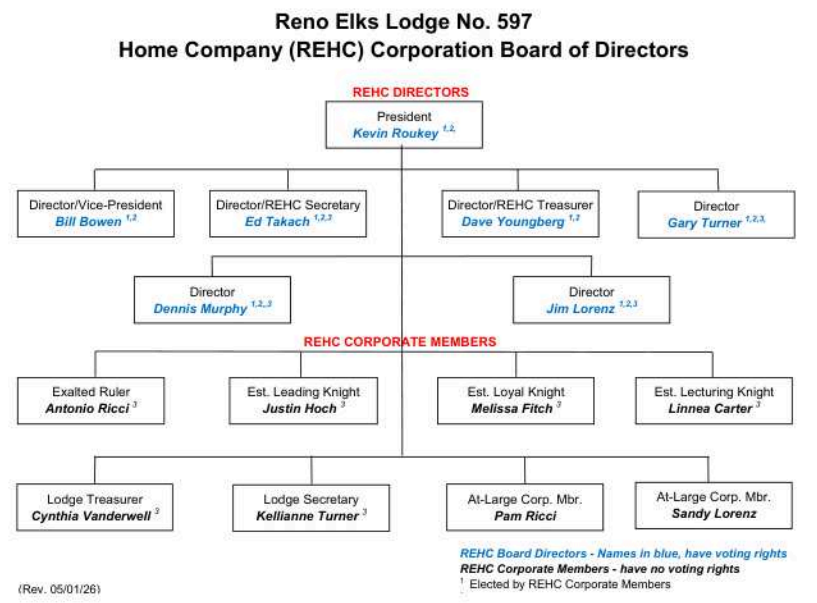 Reno Elks Lodge No. 597
Home Company (REHC) Corporation Board of Directors
REHC DIRECTORS
President
Kevin Roukey 1,2,
Director/Vice-President
Bill Bowen 1,2
Director/REHC Secretary
Ed Takach 1,2,3
Director/REHC Treasurer
Dave Youngberg 1,2
Director
Gary Turner 1,2,3,
Director
Dennis Murphy 1,2,,3
Director
Jim Lorenz 1,2,3
REHC CORPORATE MEMBERS
Exalted Ruler
Antonio Ricci 3
Est. Leading Knight
Justin Hoch 3
Est. Loyal Knight
Melissa Fitch 3
Est. Lecturing Knight
Linnea Carter 3
Lodge Treasurer
Cynthia Vanderwell 3
Lodge Secretary
Kellianne Turner 3
At-Large Corp. Mbr.
Pam Ricci
At-Large Corp. Mbr.
Sandy Lorenz
REHC Board Directors - Names in blue, have voting rights
REHC Corporate Members - have no voting rights
1 Elected by REHC Corporate Members
(Rev. 05/01/26)